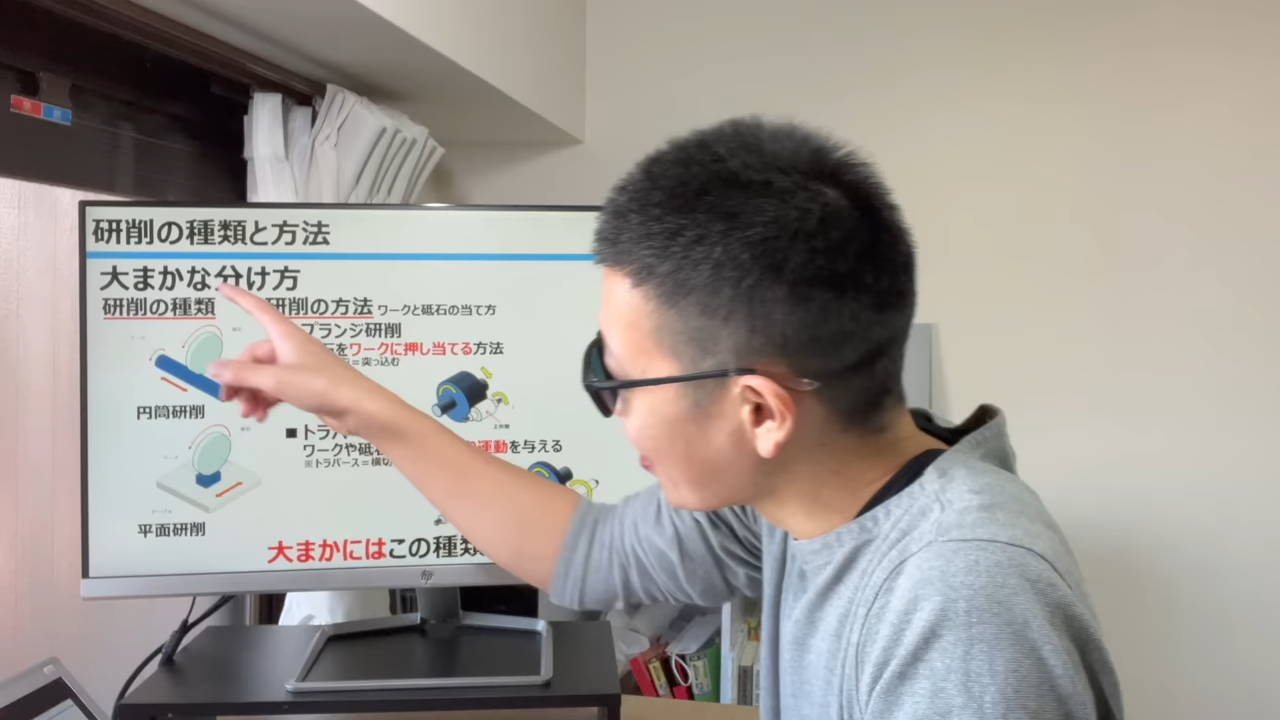 研削の種類と方法
大まかな分け方
研削の種類
研削の方法 ワークと砥石の当て方
プランジ研削
をワークに押し当てる方法
＝突っ込む
円筒研削
■トラバ
ワークや砥石 運動を与える
※トラバース＝横切
平面研削
大まかにはこの種類
hp